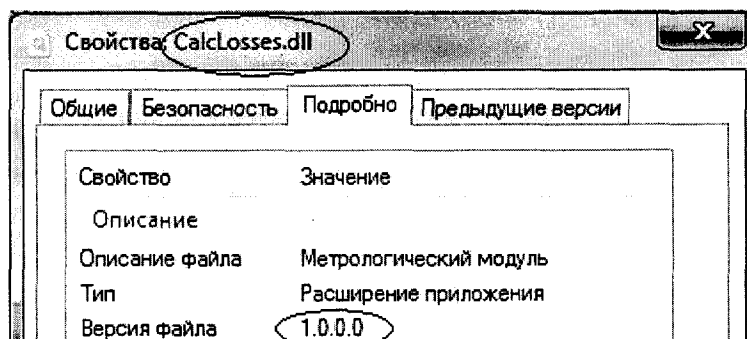 Свойства: CalcLosses.dll
Общие Безопасность Подробно Предыдущие версии
Свойство Значение
Описание
Описание файла Метрологический модуль
Тип Расширение приложения
Версия файла 1.0.0.0